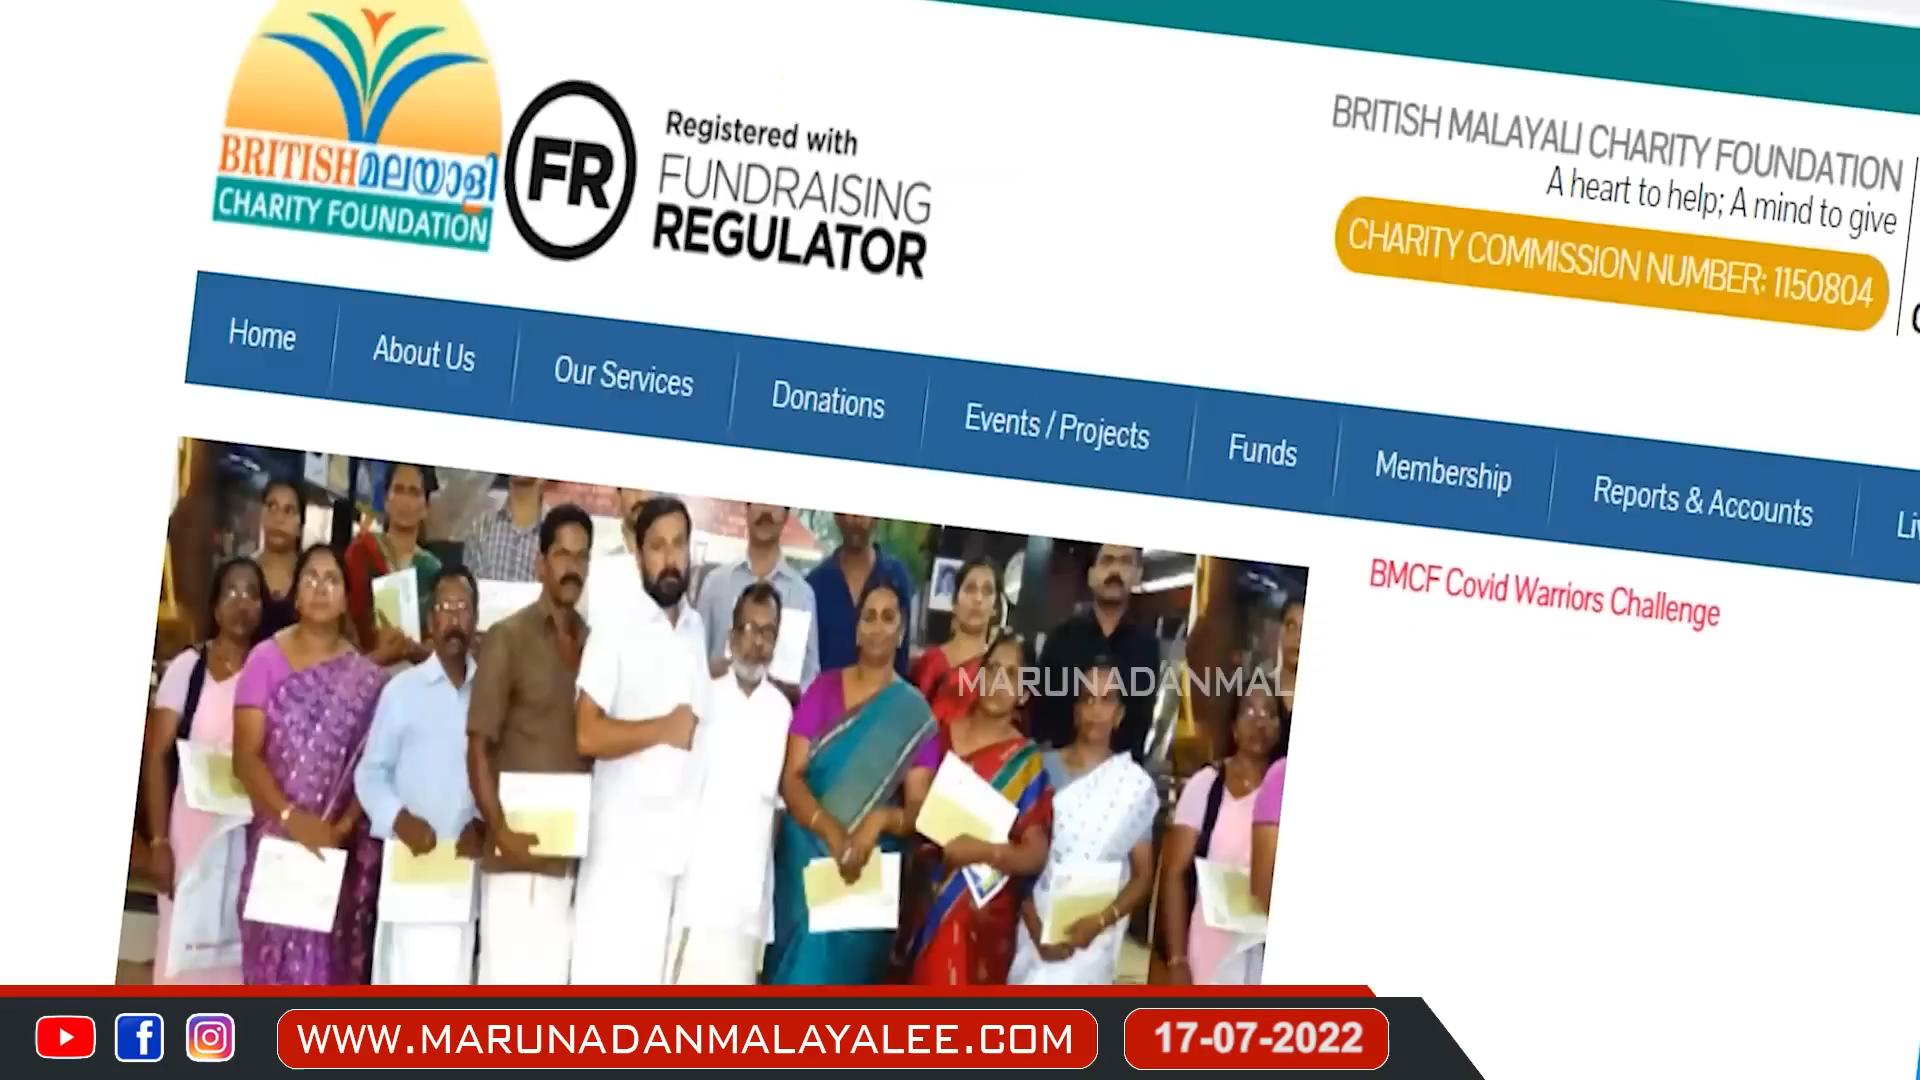 BRITISHമലയാളി
CHARITY FOUNDATION
FR
Registered with
FUNDRAISING
REGULATOR
BRITISH MALAYALI CHARITY FOUNDATION
A heart to help; A mind to give
CHARITY COMMISSION NUMBER: 1150804
Home
About Us
Our Services
Donations
Events / Projects
Funds
Membership
Reports & Accounts
BMCF Covid Warriors Challenge
MARUNADANMAL
WWW.MARUNADANMALAYALEE.COM
17-07-2022